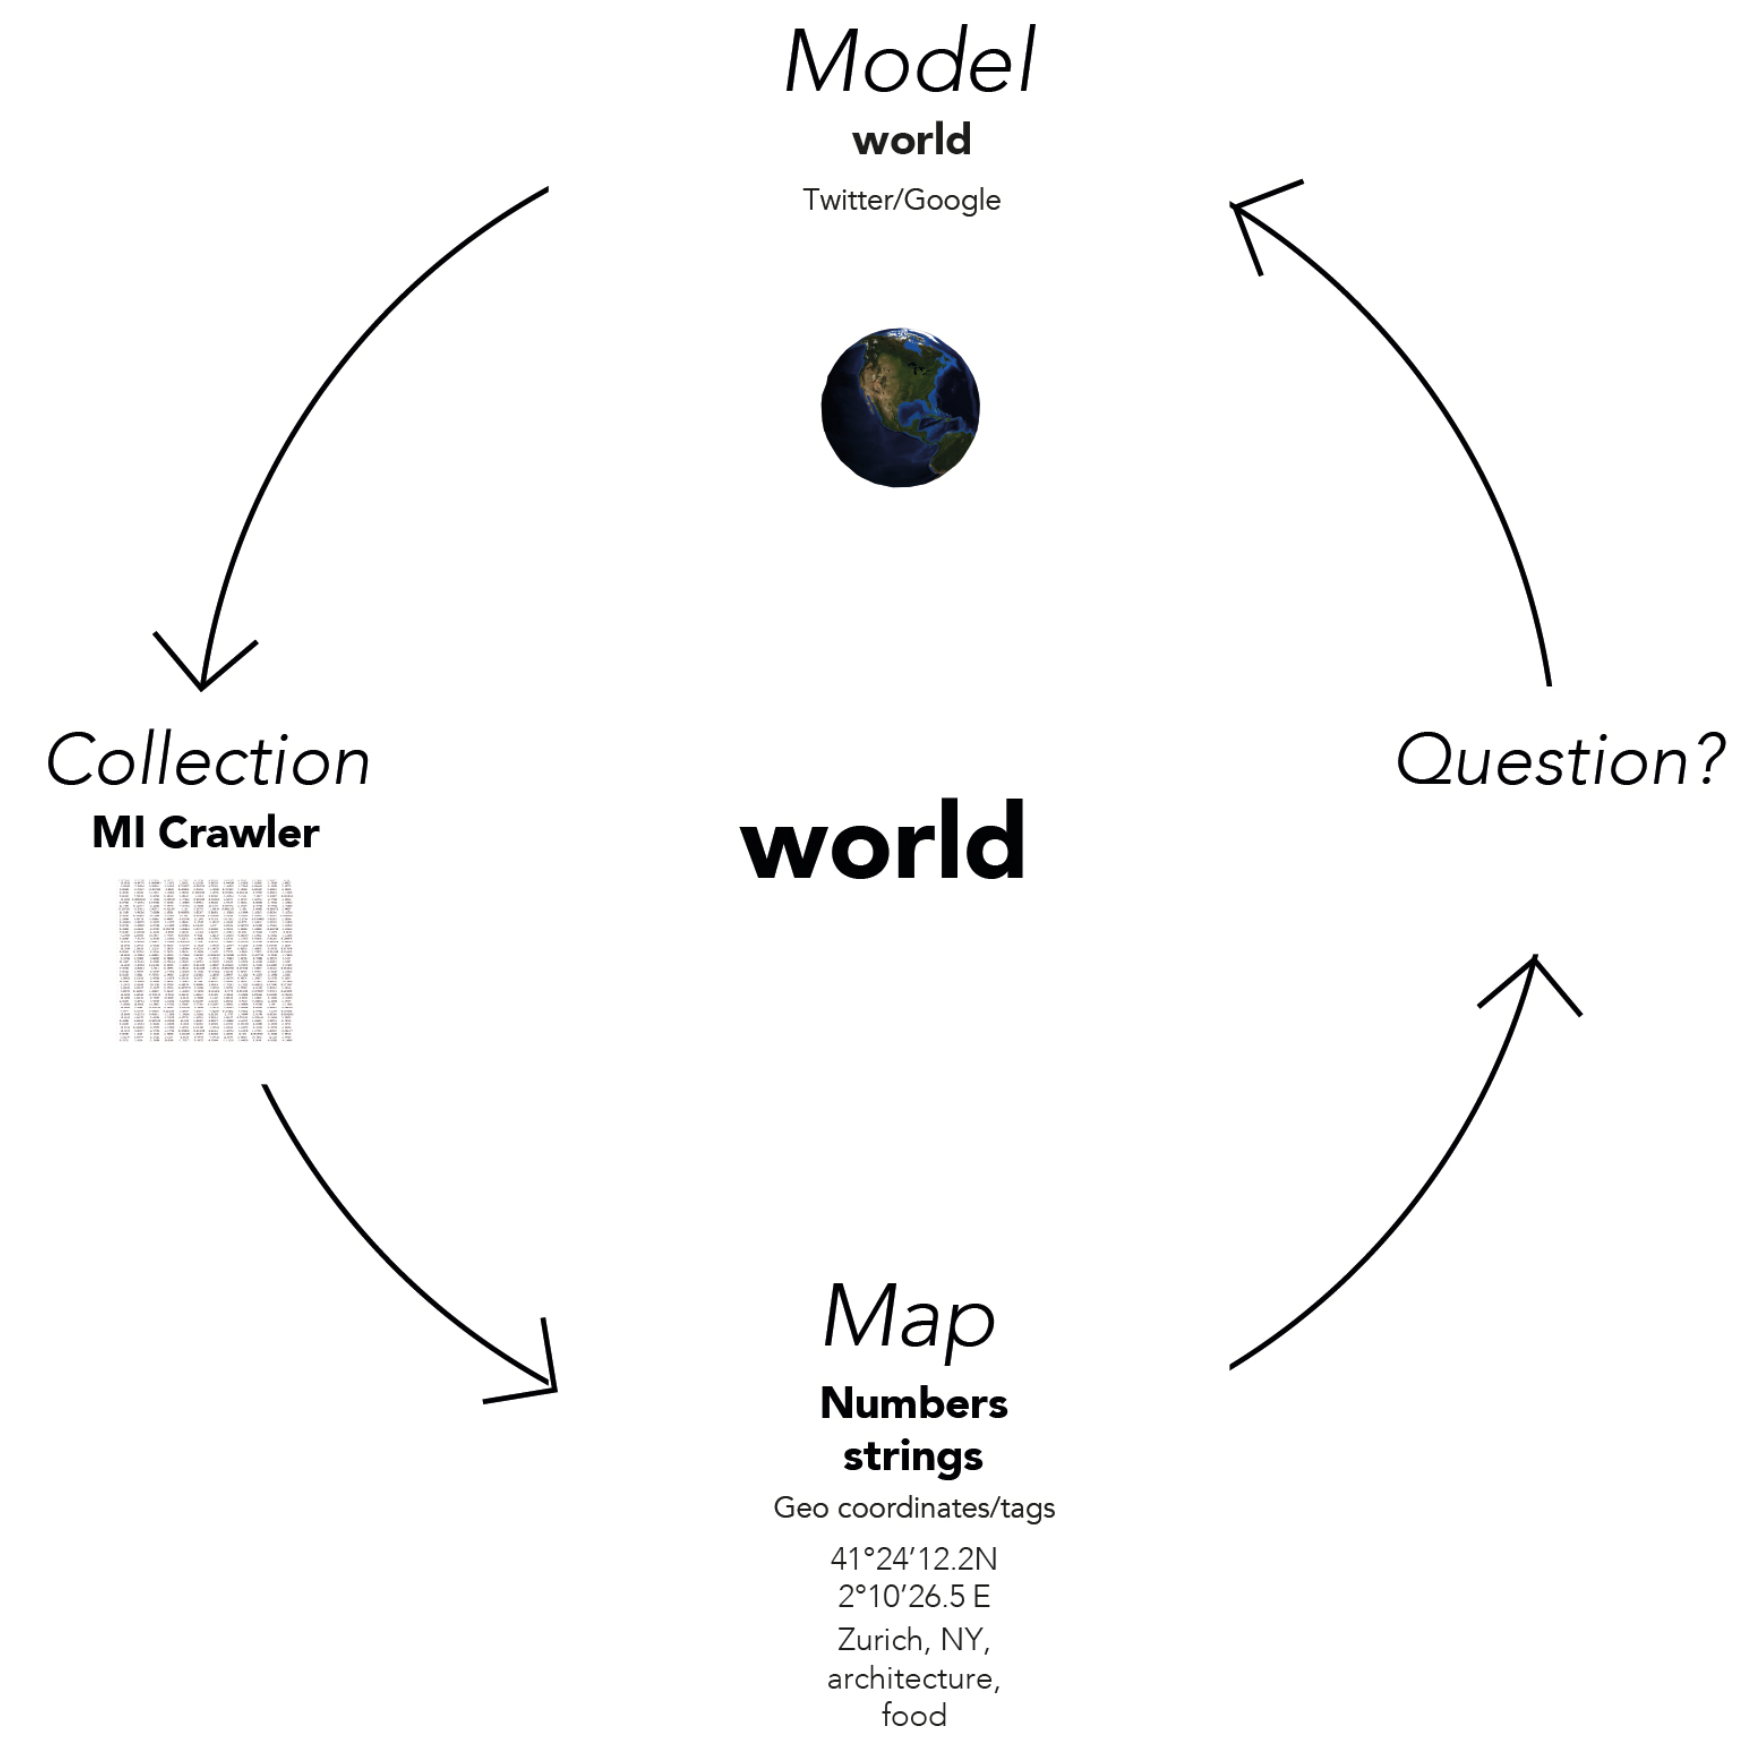 Model
world
Twitter/Google
Collection
MI Crawler
Question?
world
Map
Numbers
strings
Geo coordinates/tags
41°24’12.2N
2°10’26.5 E
Zurich, NY,
architecture,
food